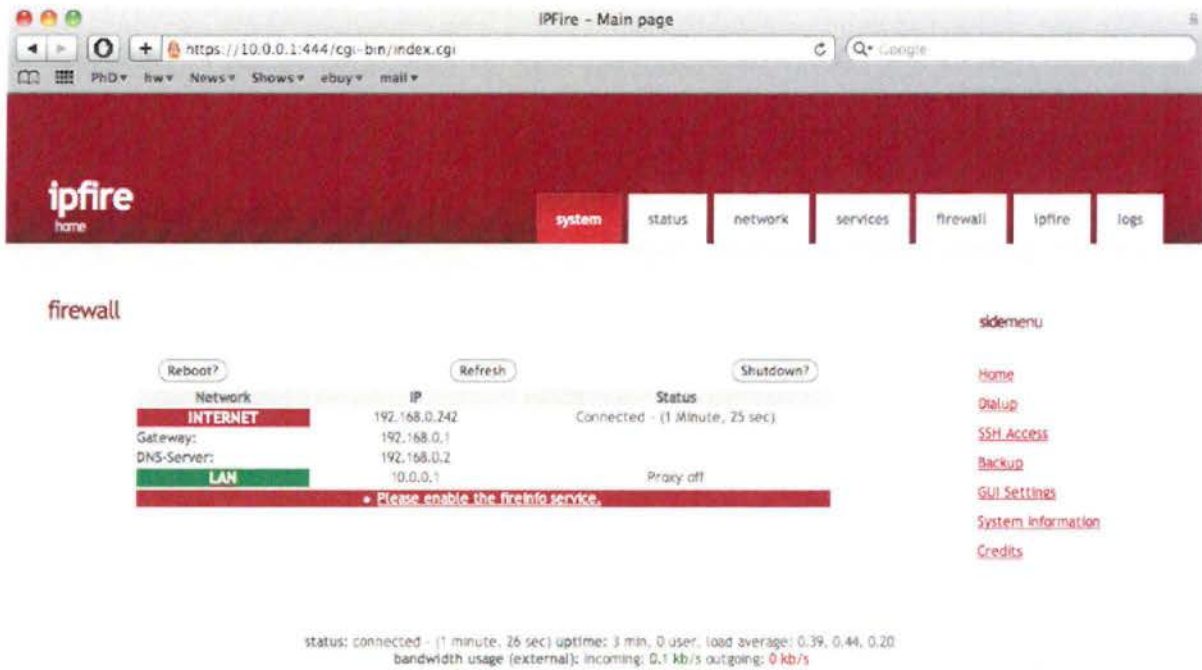 IPFire - Main page
https://10.0.0.1:444/cgi-bin/index.cgi
Google
PhD hw News Shows ebuy mail
ipfire
home
system status network services firewall ipfire logs
firewall
sidemenu
Reboot? Refresh Shutdown?
Network IP Status
INTERNET 192.168.0.242 Connected - (1 Minute, 25 sec)
Gateway: 192.168.0.1
DNS-Server: 192.168.0.2
LAN 10.0.0.1 Proxy off
• Please enable the fireinfo service.
Home
Dialup
SSH Access
Backup
GUI Settings
System Information
Credits
status: connected - (1 minute, 26 sec) uptime: 3 min, 0 user, load average: 0.39, 0.44, 0.20
bandwidth usage (external): incoming: 0.1 kb/s outgoing: 0 kb/s